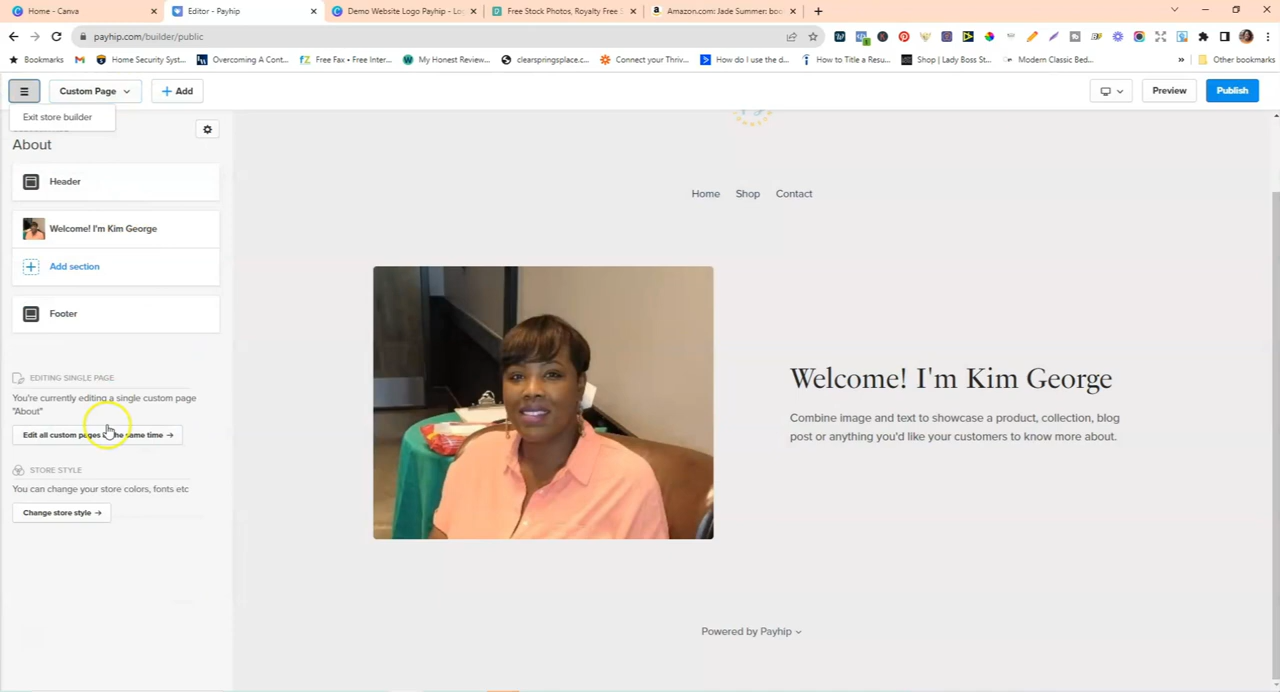 Home - Canva
Editor - Payhip
Demo Website Logo Payhip - Lo
Free Stock Photos, Royalty Free S
Amazon.com: Jade Summer: boo
payhip.com/builder/public
Bookmarks
Home Security Syst...
Overcoming A Cont...
Free Fax • Free Inter...
My Honest Review...
clearspringsplace.c...
Connect your Thriv...
How do I use the d...
How to Title a Resu...
Shop | Lady Boss St...
Modern Classic Bed...
Other bookmarks
Custom Page
Add
Preview
Publish
Exit store builder
About
Header
Welcome! I'm Kim George
Add section
Footer
EDITING SINGLE PAGE
You're currently editing a single custom page
"About"
Edit all custom pages the same time →
STORE STYLE
You can change your store colors, fonts etc
Change store style →
Home Shop Contact
Welcome! I'm Kim George
Combine image and text to showcase a product, collection, blog
post or anything you'd like your customers to know more about.
Powered by Payhip